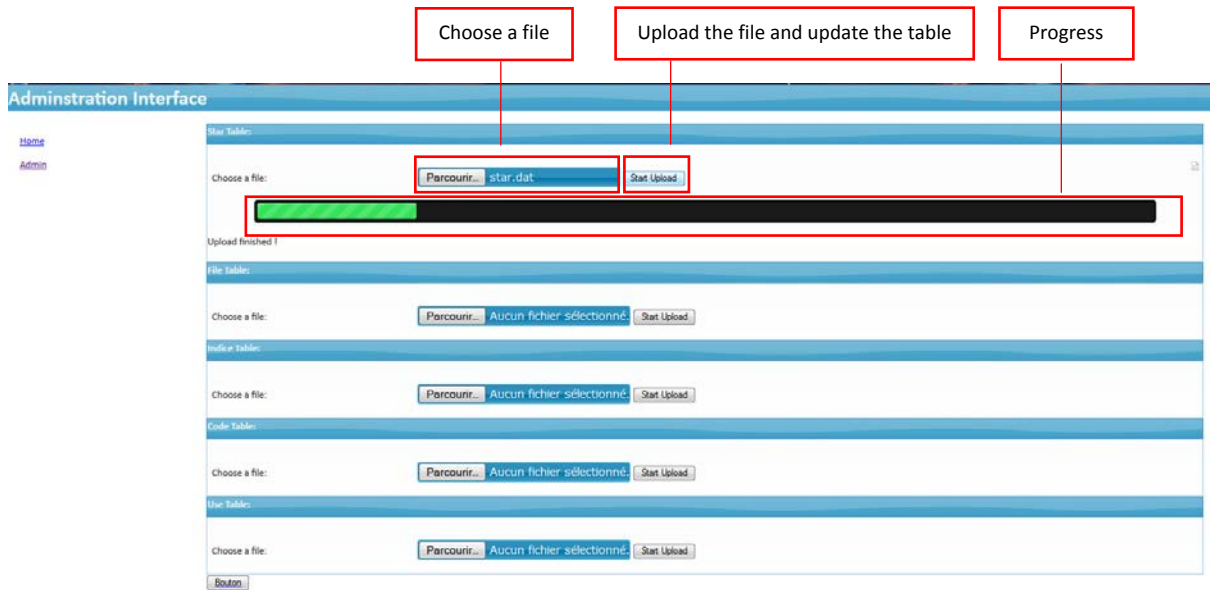 Choose a file Upload the file and update the table Progress
Adminstration Interface
Home
Admin
Star Table:
Choose a file: Parcourir... star.dat Start Upload
Upload finished !
File Table:
Choose a file: Parcourir... Aucun fichier sélectionné. Start Upload
Indice Table:
Choose a file: Parcourir... Aucun fichier sélectionné. Start Upload
Code Table:
Choose a file: Parcourir... Aucun fichier sélectionné. Start Upload
Use Table:
Choose a file: Parcourir... Aucun fichier sélectionné. Start Upload
Bouton